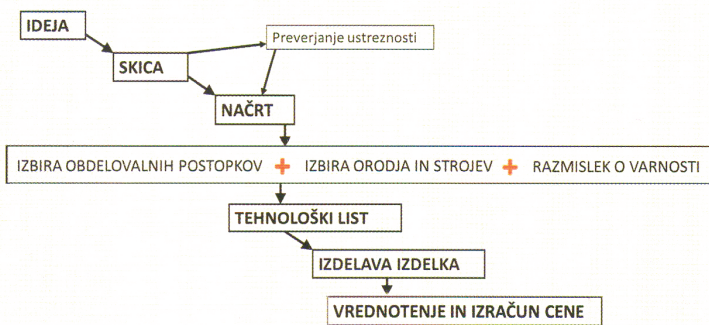 IDEJA
Preverjanje ustreznosti
SKICA
NAČRT
IZBIRA OBDELOVALNIH POSTOPKOV + IZBIRA ORODJA IN STROJEV + RAZMISLEK O VARNOSTI
TEHNOLOŠKI LIST
IZDELAVA IZDELKA
VREDNOTENJE IN IZRAČUN CENE